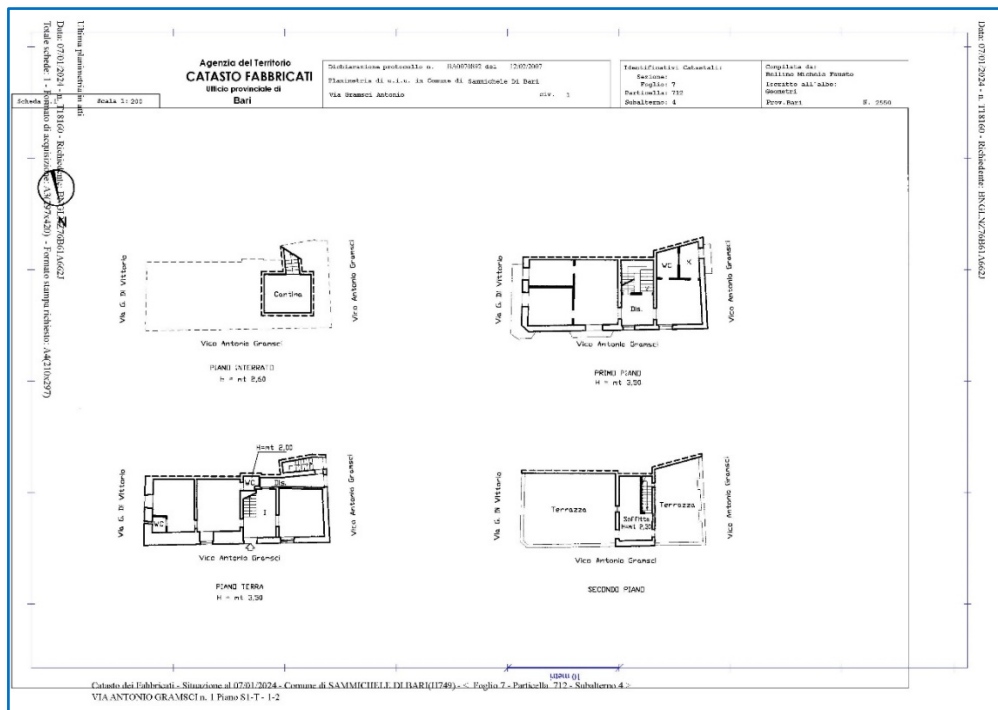 Ultima planimetria in atti
Data: 07/01/2024 - n. T18160 - Richiedente: BNGLNZ76B61A662J
Totale schede: 1 - Formato di acquisizione: A3(297x420) - Formato stampa richiesto: A4(210x297)
Data: 07/01/2024 - n. T18160 - Richiedente: BNGLNZ76B61A662J
Agenzia del Territorio
CATASTO FABBRICATI
Ufficio provinciale di
Bari
Dichiarazione protocollo n. del 12/02/2007
Planimetria di u.i.u. in Comune di Sammichele Di Bari
Via Gramsci Antonio civ. 1
Identificativi Catastali:
Sezione:
Foglio: 7
Particella: 712
Subalterno: 4
Compilata da:
Iscritto all'albo:
Geometri
Prov. Bari N. 2550
Scheda Scala 1: 200
N
Via G. Di Vittorio
Cantina
Vico Antonio Gramsci
Vico Antonio Gramsci
PIANO INTERRATO
h = mt 2,60
Via G. Di Vittorio
WC
K
Dis.
Vico Antonio Gramsci
Vico Antonio Gramsci
PRIMO PIANO
H = mt 3,50
H=mt 2,00
Via G. Di Vittorio
WC
Dis.
WC
I
Vico Antonio Gramsci
Vico Antonio Gramsci
PIANO TERRA
H = mt 3,50
Via G. Di Vittorio
Terrazza
Soffitta
H=mt 2,30
Terrazza
Vico Antonio Gramsci
Vico Antonio Gramsci
SECONDO PIANO
10 metri
Catasto dei Fabbricati - Situazione al 07/01/2024 - Comune di SAMMICHELE DI BARI(H749) - < Foglio 7 - Particella 712 - Subalterno 4 >
VIA ANTONIO GRAMSCI n. 1 Piano S1-T - 1-2